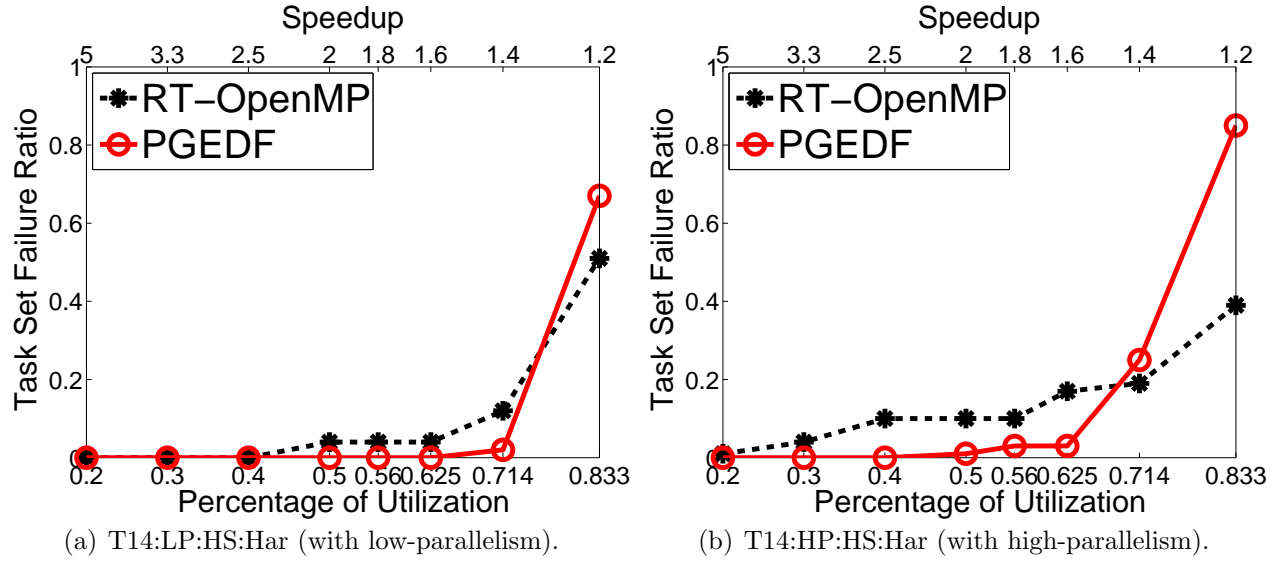 Speedup
5 3.3 2.5 2 1.8 1.6 1.4 1.2
1
0.8
0.6
0.4
0.2
0
Task Set Failure Ratio
RT-OpenMP
PGEDF
0.2 0.3 0.4 0.5 0.56 0.625 0.714 0.833
Percentage of Utilization
(a) T14:LP:HS:Har (with low-parallelism).
Speedup
5 3.3 2.5 2 1.8 1.6 1.4 1.2
1
0.8
0.6
0.4
0.2
0
Task Set Failure Ratio
RT-OpenMP
PGEDF
0.2 0.3 0.4 0.5 0.56 0.625 0.714 0.833
Percentage of Utilization
(b) T14:HP:HS:Har (with high-parallelism).